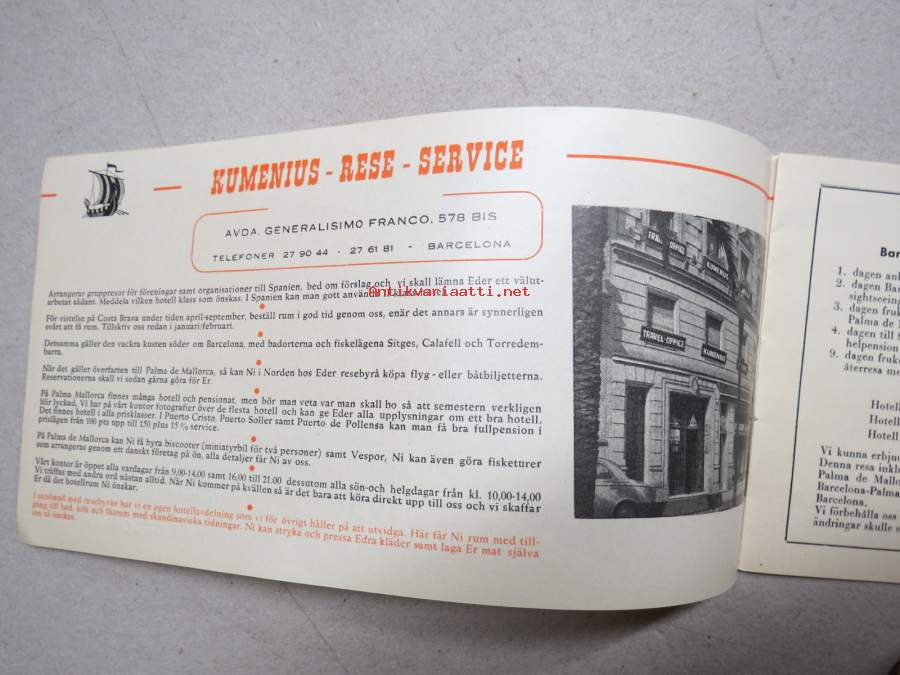 KUMENIUS - RESE - SERVICE
AVDA. GENERALISIMO FRANCO, 578 BIS
TELEFONER 27 90 44 - 27 61 81 - BARCELONA
antikvariaatti.net
antikvariaatti.net
Arrangerar gruppresor för föreningar samt organisationer till Spanien, bed om förslag och vi skall lämna Eder ett välut-
arbetat sådant. Meddela vilken hotell klass som önskas. I Spanien kan man gott använda
För vistelse på Costa Brava under tiden april-september, beställ rum i god tid genom oss, enär det annars är synnerligen
svårt att få rum. Tillskriv oss redan i januari/februari.
Detsamma gäller den vackra kusten söder om Barcelona, med badorterna och fiskelägena Sitges, Calafell och Torredem-
barra.
När det gäller överfarten till Palma de Mallorca, så kan Ni i Norden hos Eder resebyrå köpa flyg - eller båtbiljetterna.
Reservationerna skall vi sedan gärna göra för Er.
På Palma Mallorca finnes många hotell och pensionat, men bör man veta var man skall bo så att semestern verkligen
blir lyckad. Vi har på vårt kontor fotografier över de flesta hotell och kan ge Eder alla upplysningar om ett bra hotell.
Det finnes hotell i alla prisklasser. I Puerto Cristo, Puerto Soller samt Puerto de Pollensa kan man få bra fullpension i
prislägen från 100 pts upp till 150 plus 15 % service.
På Palma de Mallorca kan Ni få hyra biscooter (miniatyrbil för två personer) samt Vespor, Ni kan även göra fisketurer
som arrangeras genom ett danskt företag på ön, alla detaljer får Ni av oss.
Vårt kontor är öppet alla vardagar från 9,00-14,00 samt 16,00 till 21.00 dessutom alla sön-och helgdagar från kl. 10,00-14,00
Vi träffas med andra ord nästan alltid. När Ni kommer på kvällen så är det bara att köra direkt upp till oss och vi skaffar
Er då det hotellrum Ni önskar.
I samband med resebyrån har vi en egen hotellavdelning som vi för övrigt håller på att utvidga. Här får Ni rum med till-
gång till bad, kök och läsrum med skandinaviska tidningar. Ni kan stryka och pressa Edra kläder samt laga Er mat själva
om så önskas.
TRAVEL OFFICE
KUMENIUS
TRAVEL-OFFICE
KUMENIUS
Bar
1. dagen anl
2. dagen Bar
sightseeing
3. dagen fruk
Palma de M
4. dagen till S
helpension
9. dagen fruke
återresa me
Hotell
Hotell
Hotell
Vi kunna erbju
Denna resa inklu
Palma de Mallo
Barcelona-Palma
Barcelona.
Vi förbehålla oss
ändringar skulle s